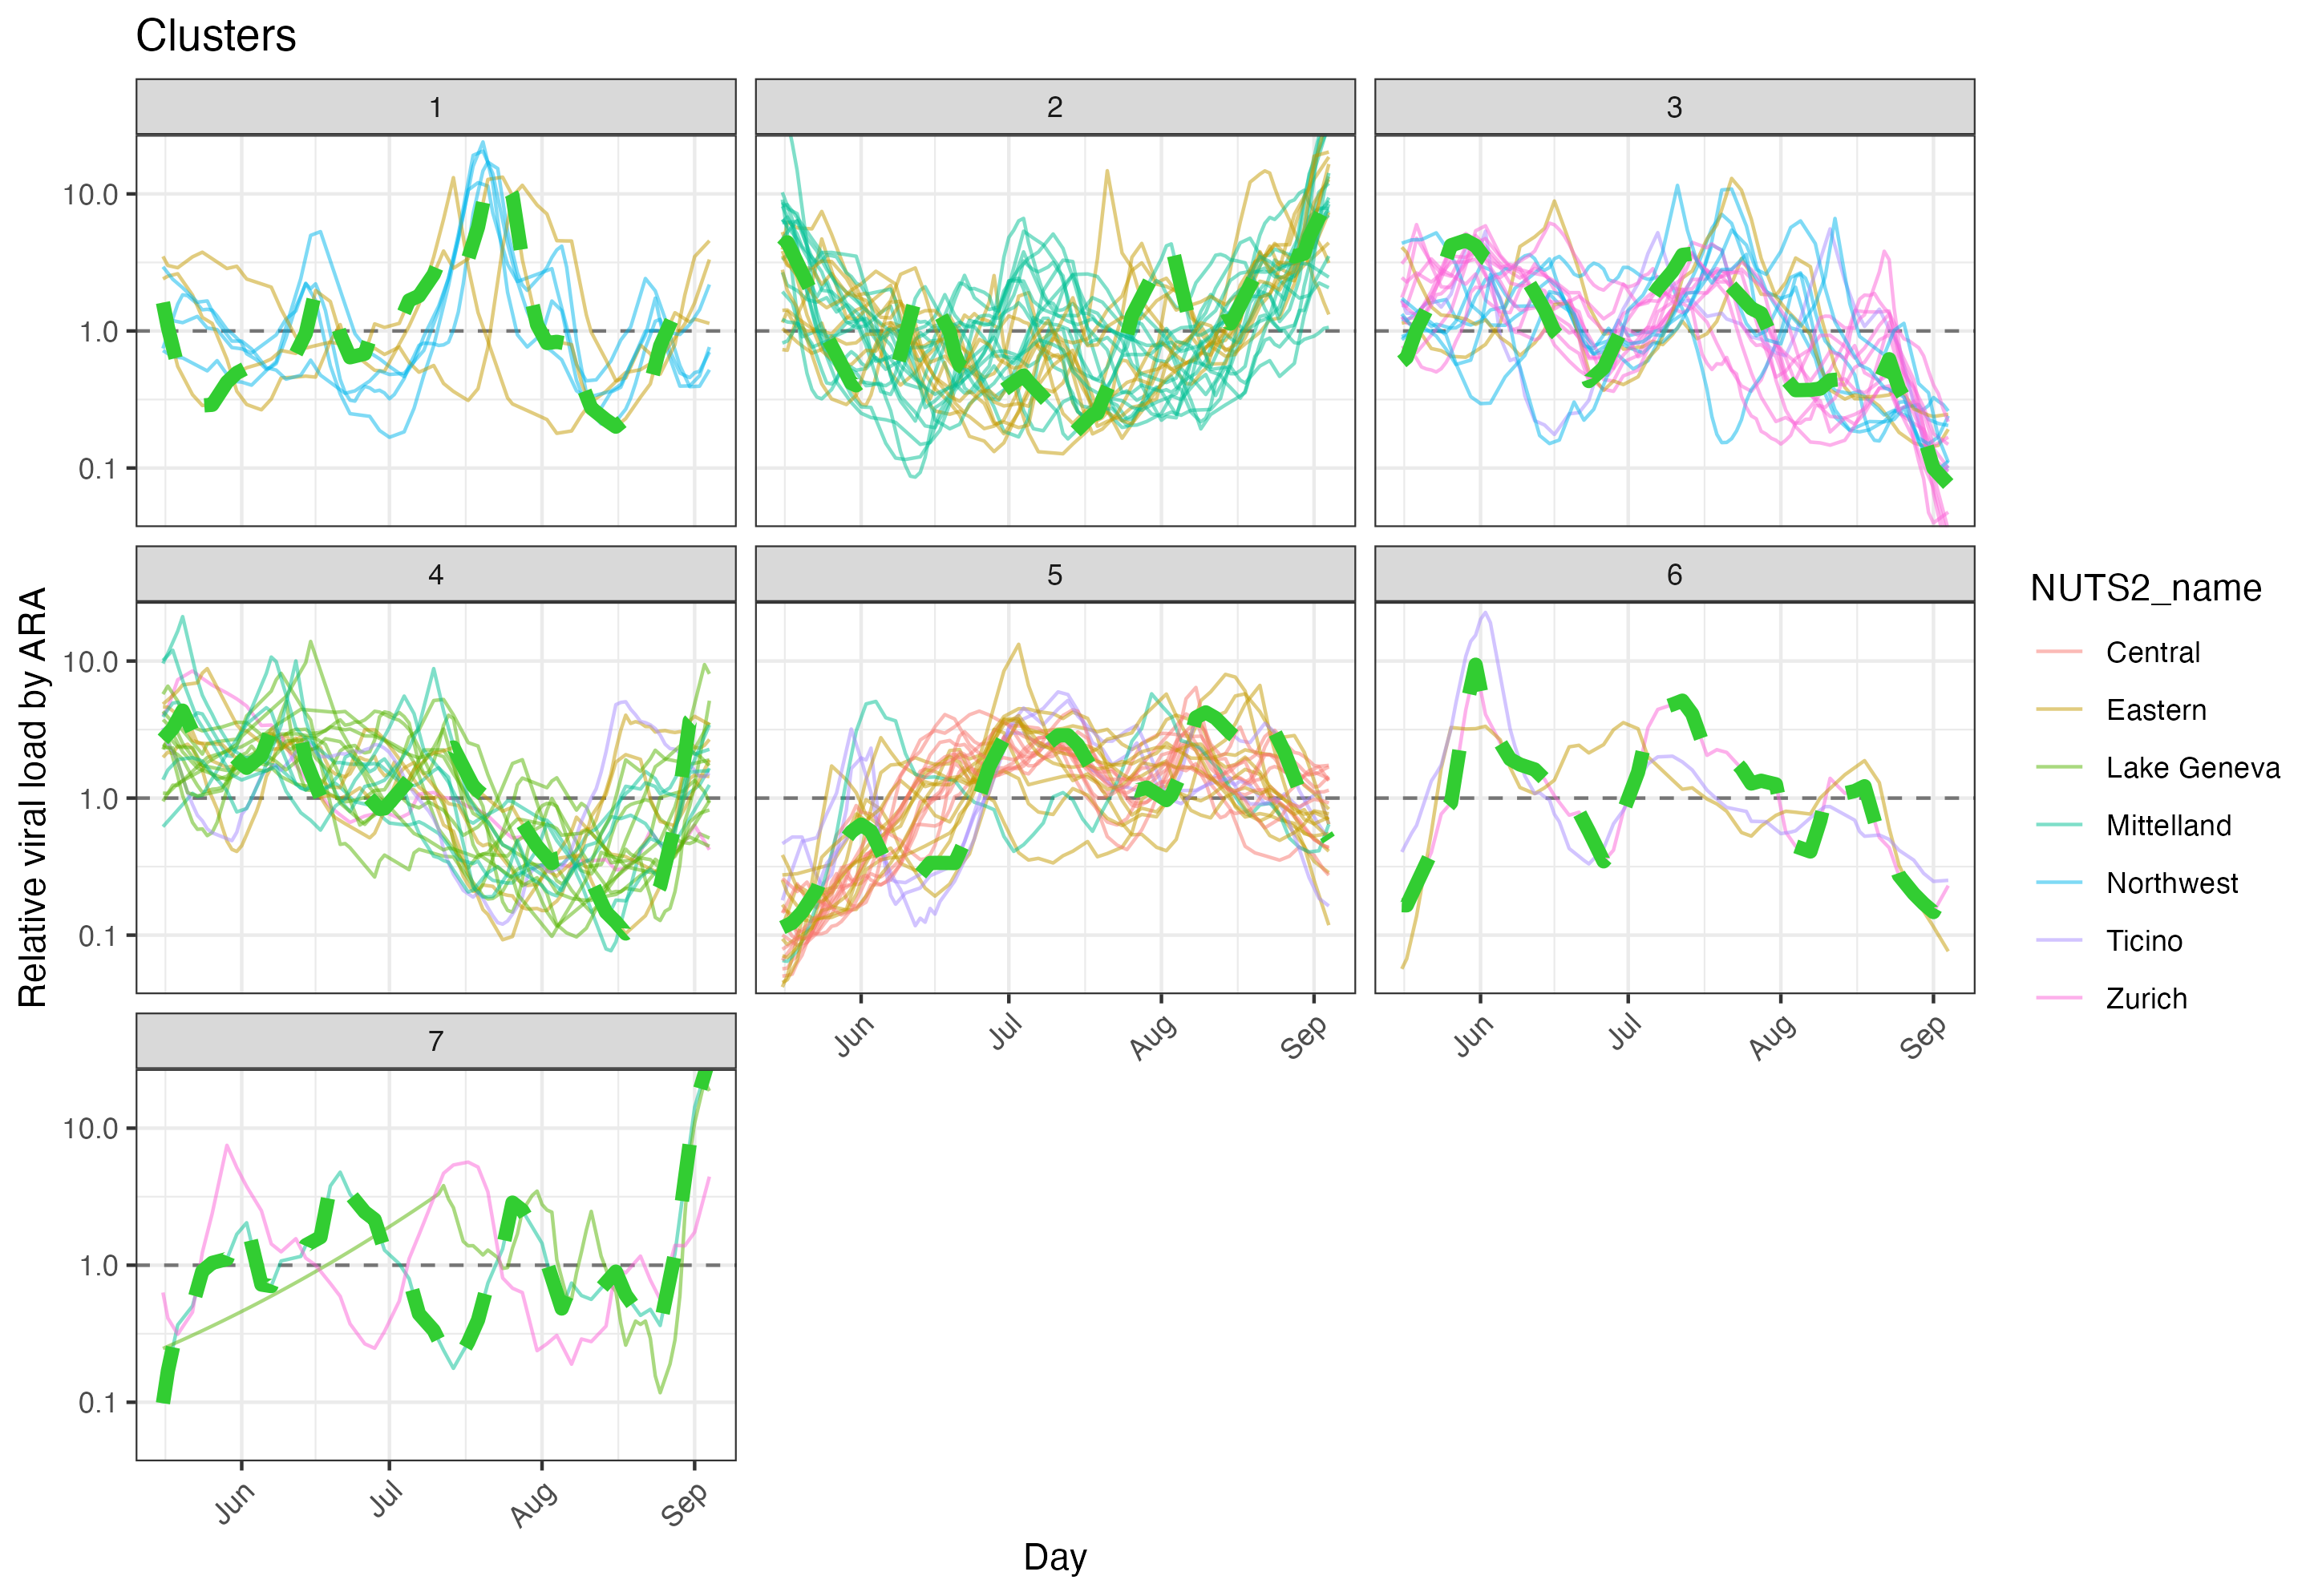 Clusters
1
2
3
10.0
1.0
0.1
4
5
6
10.0
1.0
0.1
Jun
Jul
Aug
Sep
Jun
Jul
Aug
Sep
7
10.0
1.0
0.1
Jun
Jul
Aug
Sep
Day
Relative viral load by ARA
NUTS2_name
Central
Eastern
Lake Geneva
Mittelland
Northwest
Ticino
Zurich